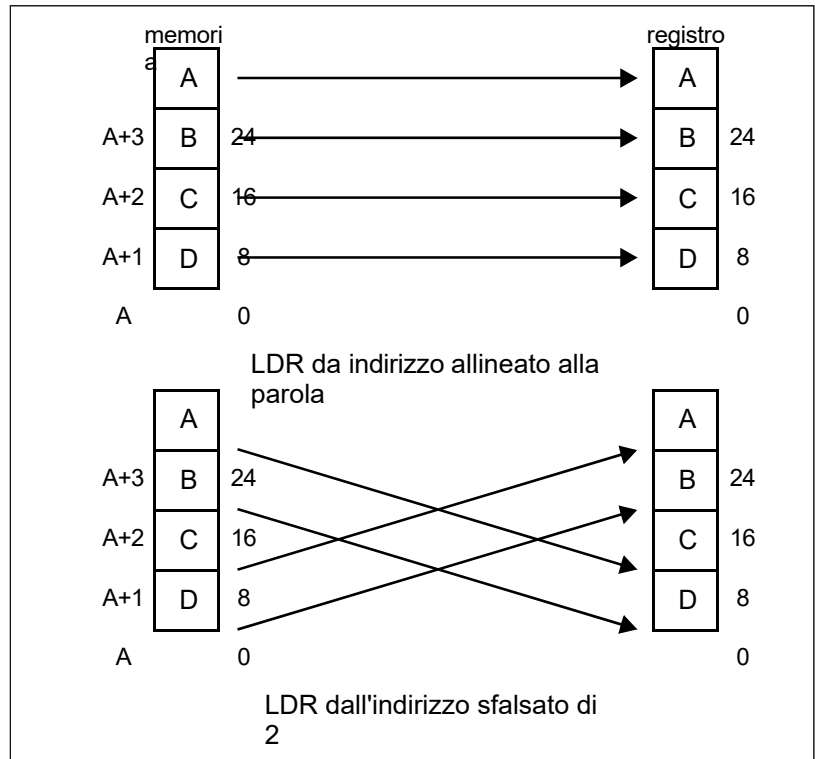 memori
a
registro
A
A
A+3
B
24
B
24
A+2
C
16
C
16
A+1
D
8
D
8
A
0
0
LDR da indirizzo allineato alla
parola
A
A
A+3
B
24
B
24
A+2
C
16
C
16
A+1
D
8
D
8
A
0
0
LDR dall'indirizzo sfalsato di
2